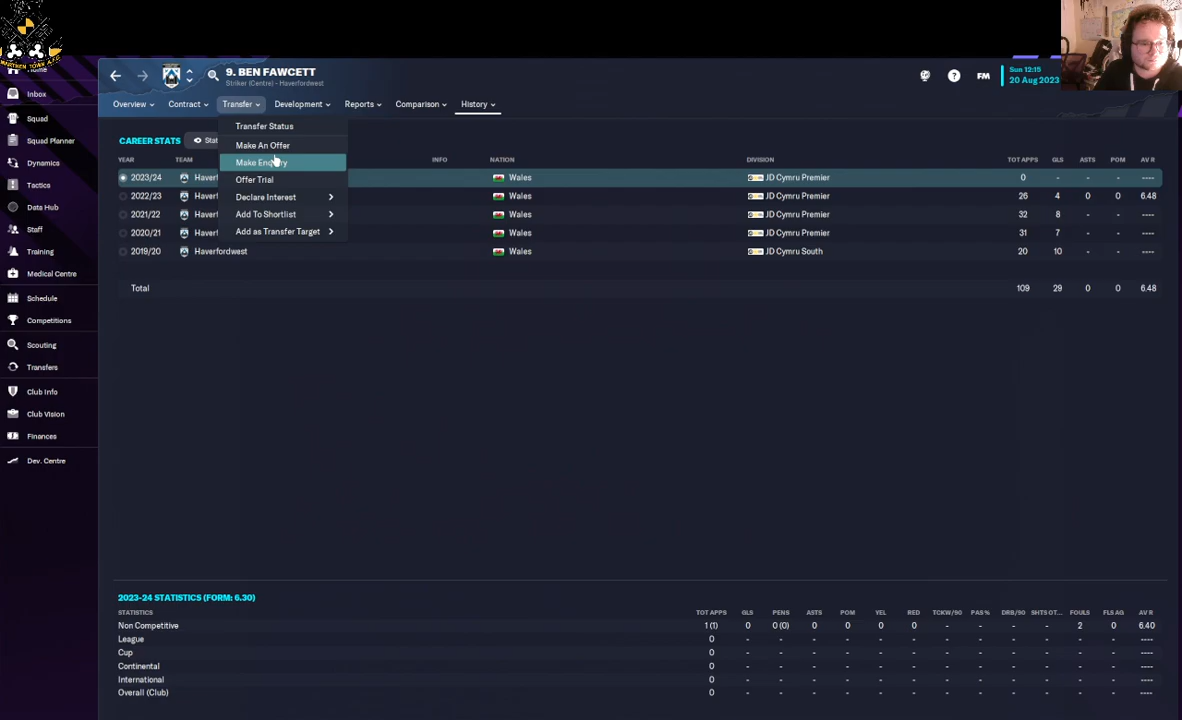 9. BEN FAWCETT
Striker (Centre) - Haverfordwest
FM
Sun 12:15
20 Aug 2023
Home
Inbox
Squad
Squad Planner
Dynamics
Tactics
Data Hub
Staff
Training
Medical Centre
Schedule
Competitions
Scouting
Transfers
Club Info
Club Vision
Finances
Dev. Centre
Overview Contract Transfer Development Reports Comparison History
Transfer Status
Make An Offer
Make Enquiry
Offer Trial
Declare Interest
Add To Shortlist
Add as Transfer Target
CAREER STATS
YEAR TEAM INFO NATION DIVISION TOT APPS GLS ASTS POM AV R
2023/24 Haverf Wales JD Cymru Premier 0 - - - ----
2022/23 Haverf Wales JD Cymru Premier 26 4 0 0 6.48
2021/22 Haverf Wales JD Cymru Premier 32 8 - - ----
2020/21 Haverf Wales JD Cymru Premier 31 7 - - ----
2019/20 Haverfordwest Wales JD Cymru South 20 10 - - ----
Total 109 29 0 0 6.48
2023-24 STATISTICS (FORM: 6.30)
STATISTICS TOT APPS GLS PENS ASTS POM YEL RED TCKW/90 PAS % DRB/90 SHTS OT... FOULS FLS AG AV R
Non Competitive 1 (1) 0 0 (0) 0 0 0 0 - - - - 2 0 6.40
League 0 - - - - - - - - - - - - ----
Cup 0 - - - - - - - - - - - - ----
Continental 0 - - - - - - - - - - - - ----
International 0 - - - - - - - - - - - - ----
Overall (Club) 0 - - - - - - - - - - - - ----